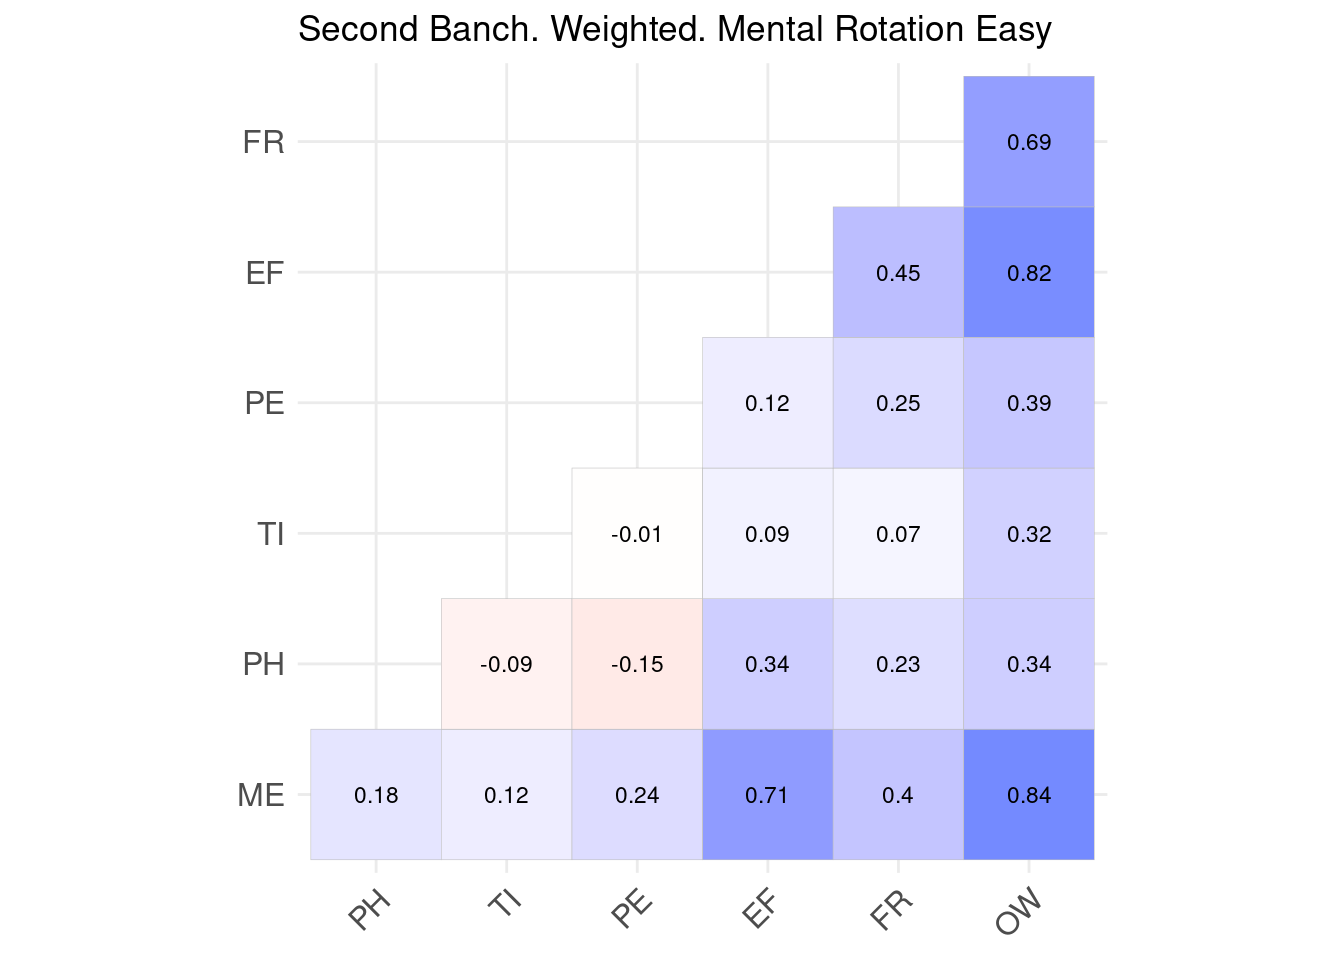 Second Banch. Weighted. Mental Rotation Easy
FR 0.69
EF 0.45 0.82
PE 0.12 0.25 0.39
TI -0.01 0.09 0.07 0.32
PH -0.09 -0.15 0.34 0.23 0.34
ME 0.18 0.12 0.24 0.71 0.4 0.84
PH TI PE EF FR OW